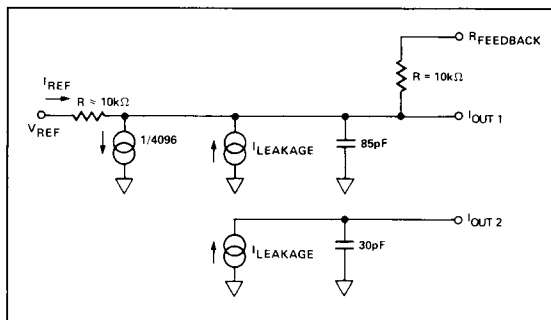 RFEEDBACK
IREF
R = 10kΩ
R ≈ 10kΩ
IOUT 1
VREF
1/4096
ILEAKAGE
85pF
IOUT 2
ILEAKAGE
30pF